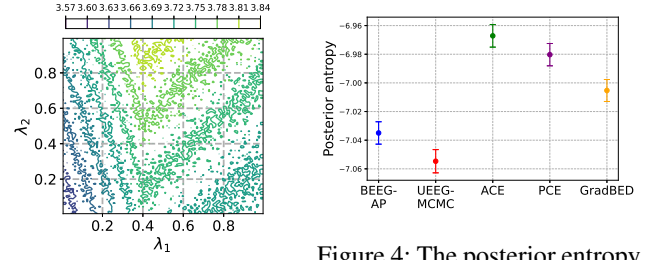 3.57 3.60 3.63 3.66 3.69 3.72 3.75 3.78 3.81 3.84
0.8
0.6
0.4
0.2
λ2
0.2 0.4 0.6 0.8
λ1
−6.96
−6.98
−7.00
−7.02
−7.04
−7.06
Posterior entropy
BEEG-
AP
UEEG-
MCMC
ACE
PCE
GradBED
Figure 4: The posterior entropy